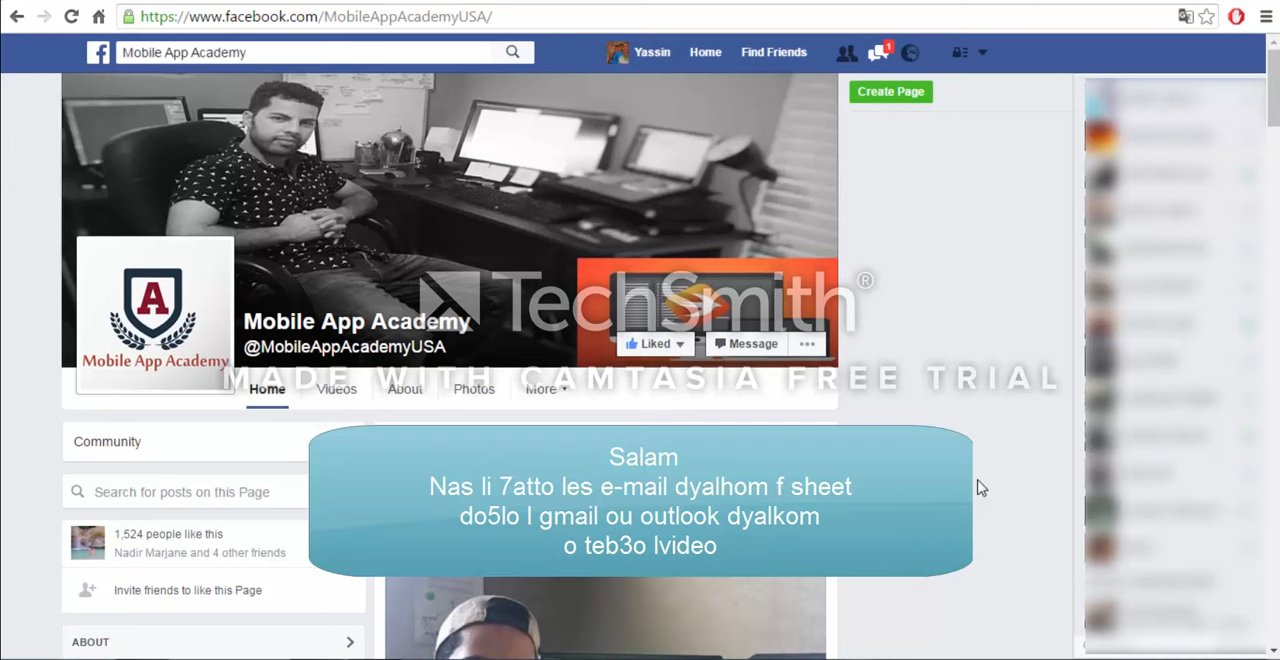 https://www.facebook.com/MobileAppAcademyUSA/
Mobile App Academy
Yassin
Home
Find Friends
1
Create Page
A
Mobile App Academy
Mobile App Academy
@MobileAppAcademyUSA
TechSmith®
Liked
Message
MADE WITH CAMTASIA FREE TRIAL
Home
Videos
About
Photos
More
Community
Search for posts on this Page
1,524 people like this
Nadir Marjane and 4 other friends
Invite friends to like this Page
ABOUT
Salam
Nas li 7atto les e-mail dyalhom f sheet
do5lo l gmail ou outlook dyalkom
o teb3o lvideo